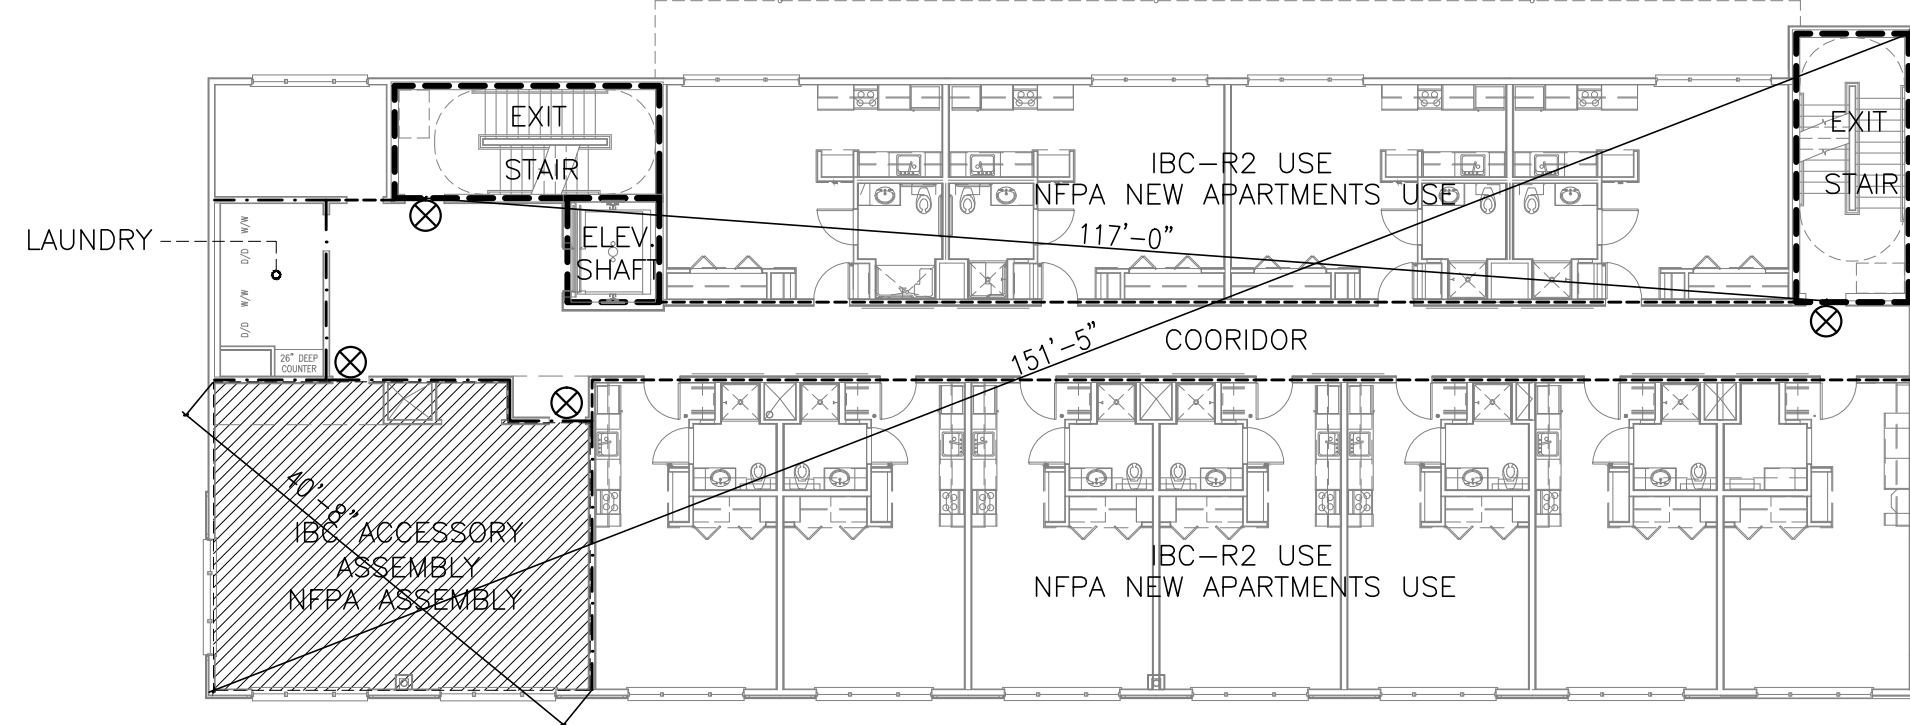 EXIT
STAIR
EXIT
STAIR
IBC-R2 USE
NFPA NEW APARTMENTS USE
LAUNDRY
W/W
D/D
W/W
D/D
ELEV.
SHAFT
117'-0"
COORIDOR
151'-5"
26" DEEP
COUNTER
40'-8"
IBC ACCESSORY
ASSEMBLY
NFPA ASSEMBLY
IBC-R2 USE
NFPA NEW APARTMENTS USE